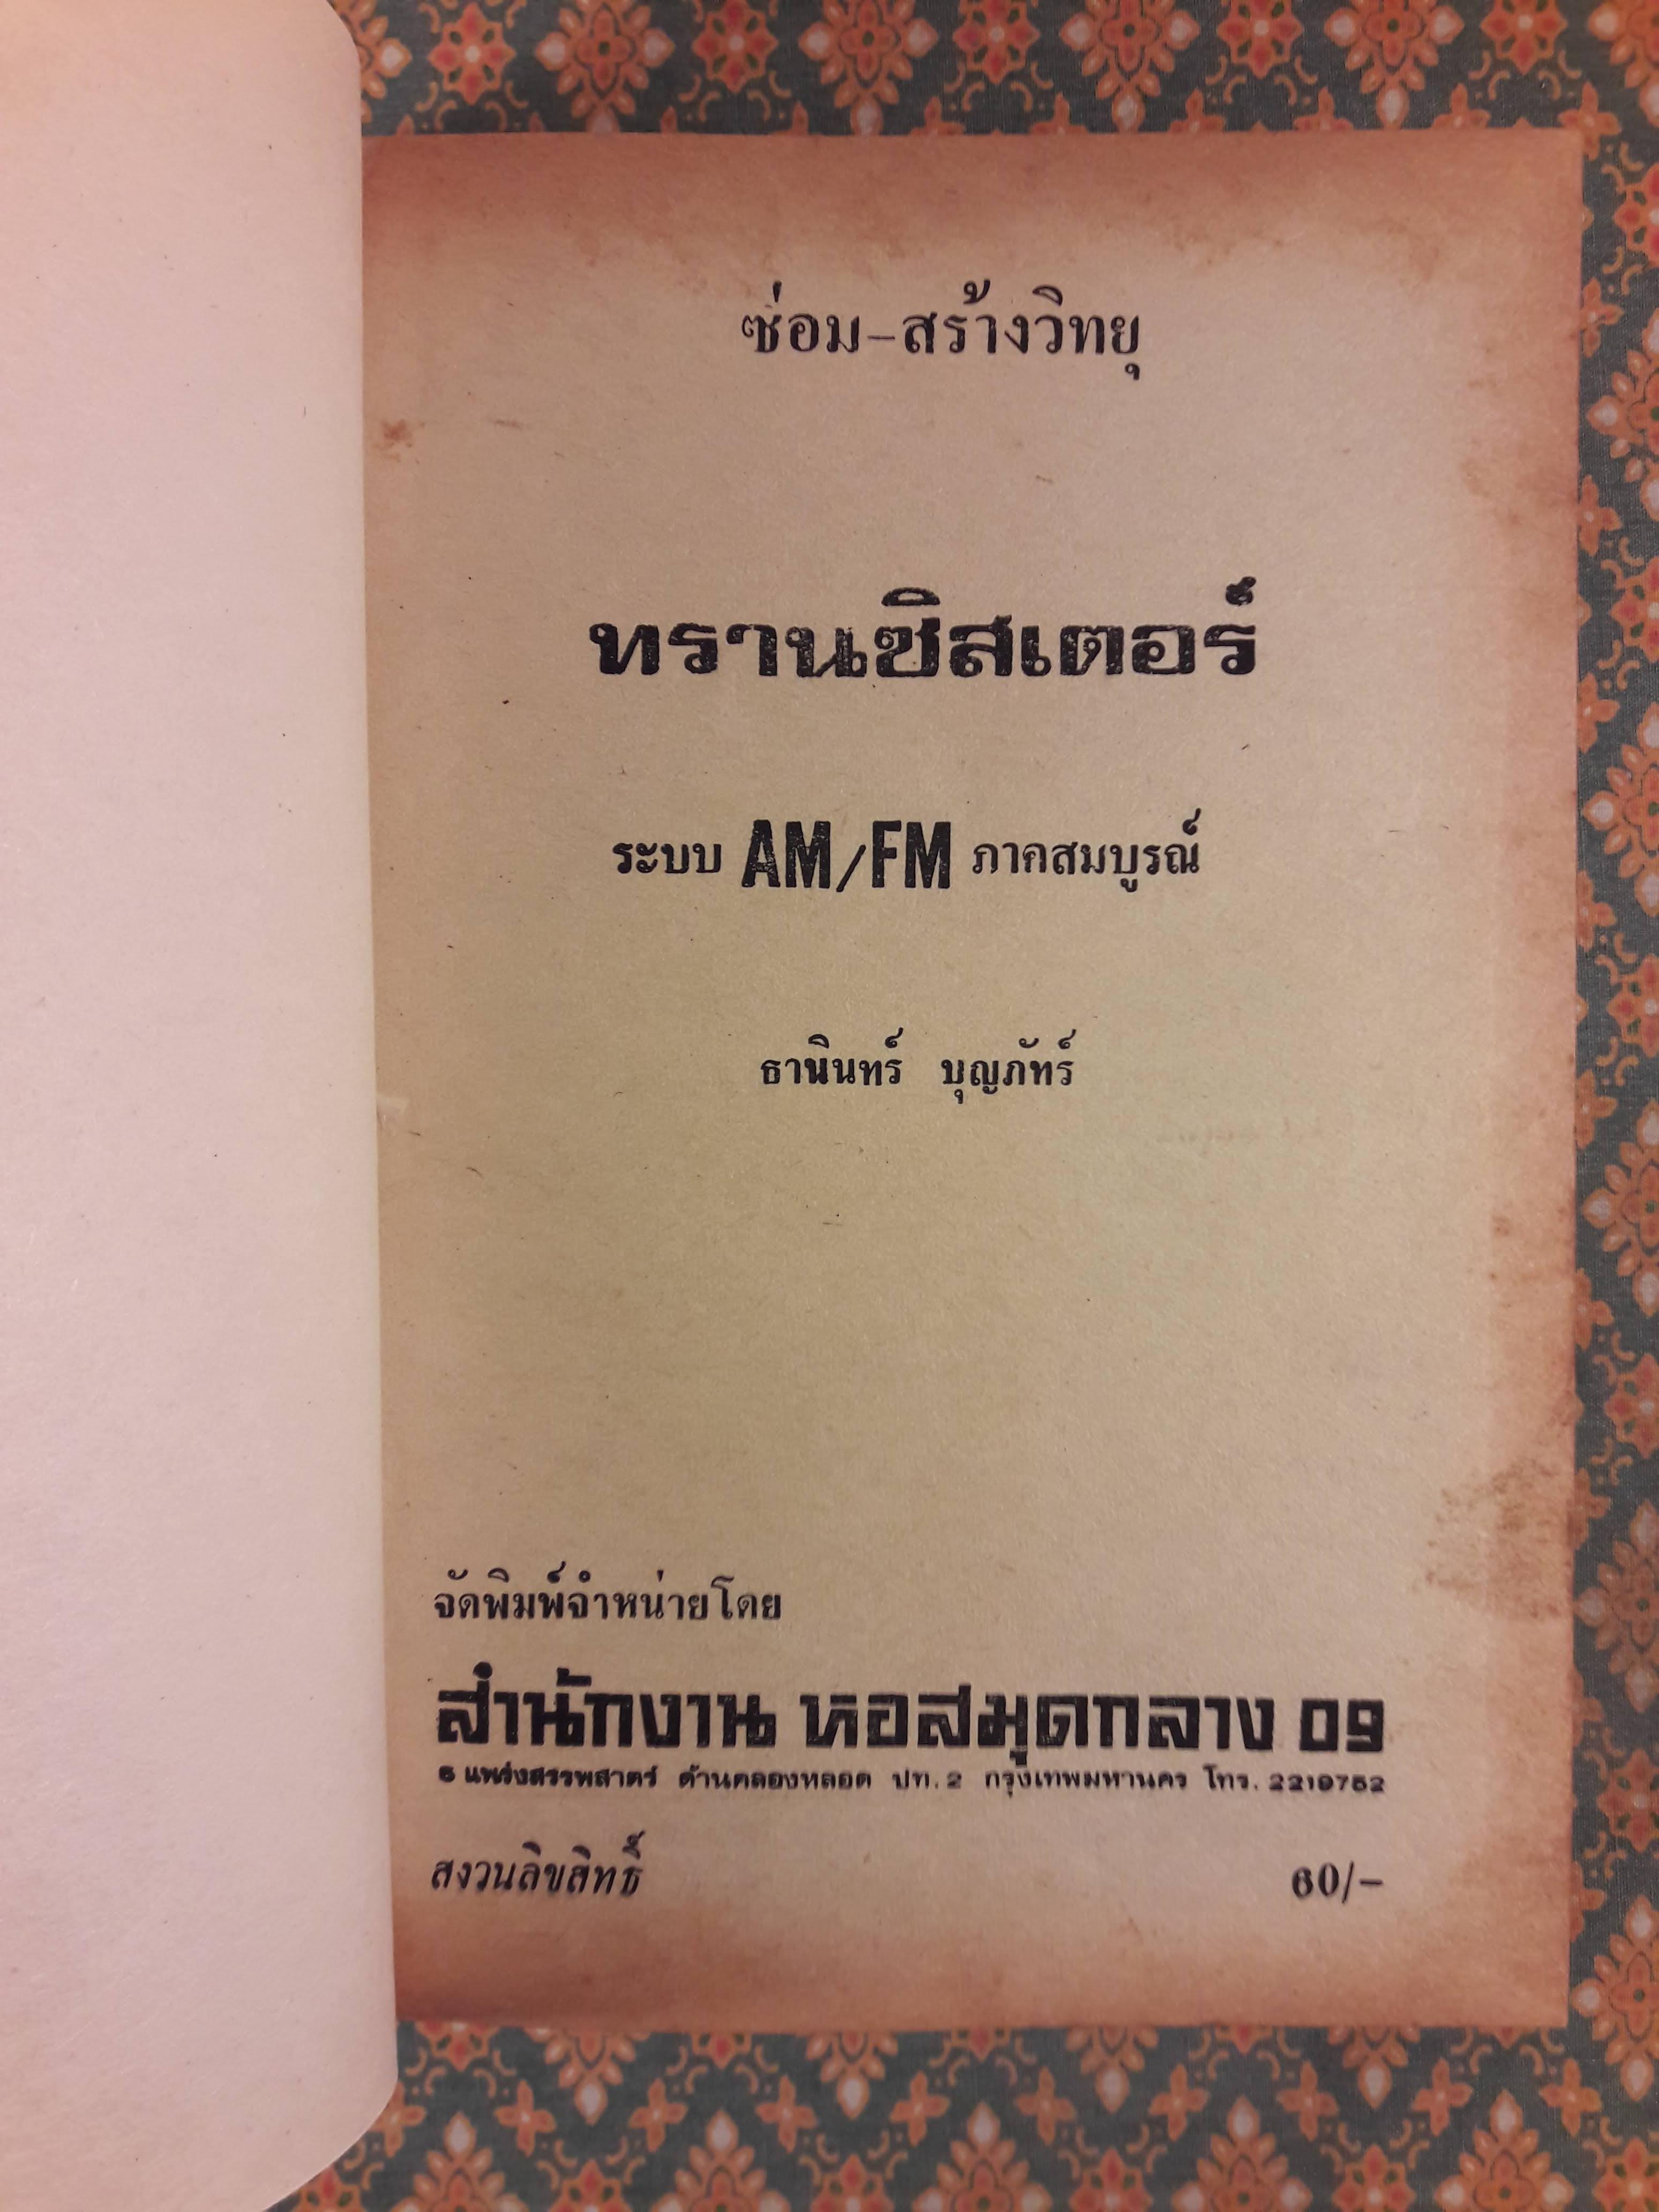 ซ่อม-สร้างวิทยุ
ทรานซิสเตอร์
ระบบ AM/FM ภาคสมบูรณ์
ธานินทร์ บุญภัทร์
จัดพิมพ์จำหน่ายโดย
สำนักงาน หอสมุดกลาง 09
6 แพร่งสรรพสาตร์ ด้านคลองหลอด ปท.2 กรุงเทพมหานคร โทร. 2219752
สงวนลิขสิทธิ์ 60/-